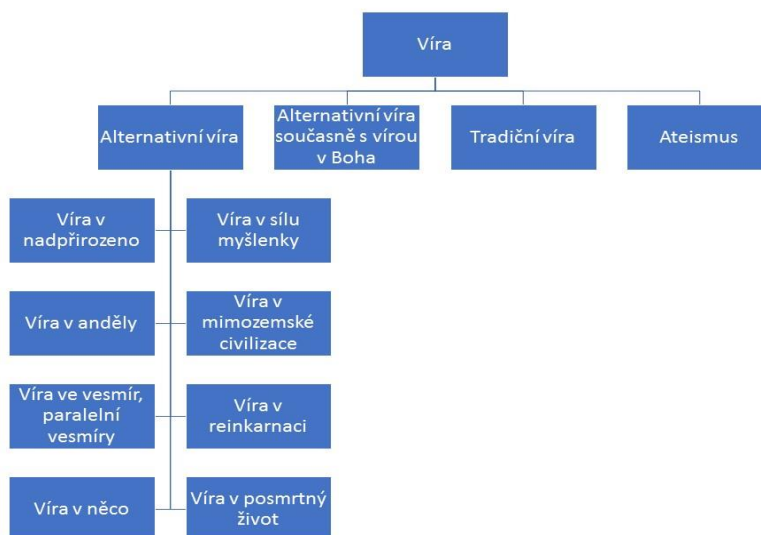 Víra
Alternativní víra
Alternativní víra
současně s vírou
v Boha
Tradiční víra
Ateismus
Víra v
nadpřirozeno
Víra v sílu
myšlenky
Víra v anděly
Víra v
mimozemské
civilizace
Víra ve vesmír,
paralelní
vesmíry
Víra v
reinkarnaci
Víra v něco
Víra v posmrtný
život